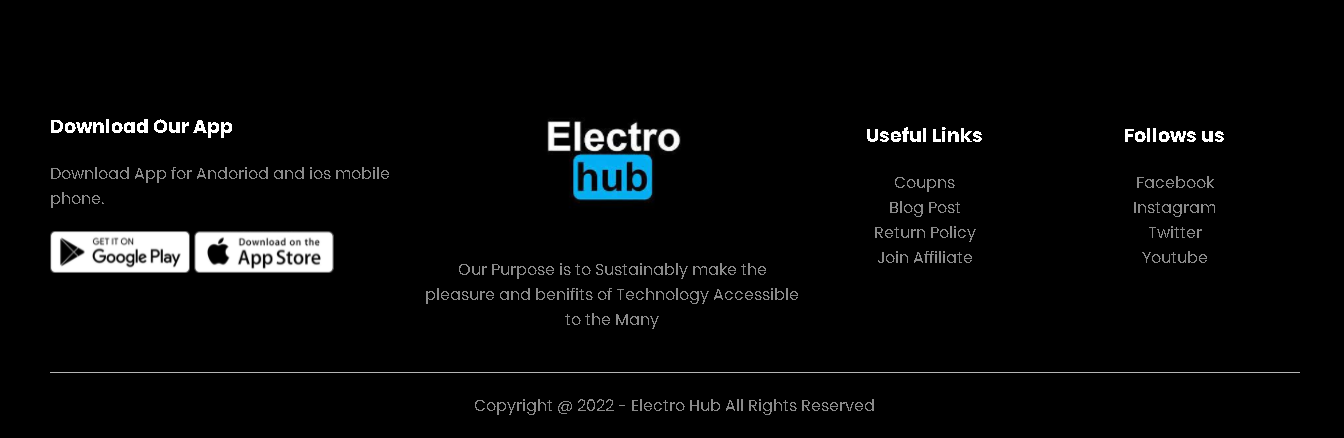 Download Our App
Download App for Andoriod and ios mobile
phone.
GET IT ON
Google Play
Download on the
App Store
Electro
hub
Our Purpose is to Sustainably make the
pleasure and benifits of Technology Accessible
to the Many
Useful Links
Coupns
Blog Post
Return Policy
Join Affiliate
Follows us
Facebook
Instagram
Twitter
Youtube
Copyright @ 2022 - Electro Hub All Rights Reserved